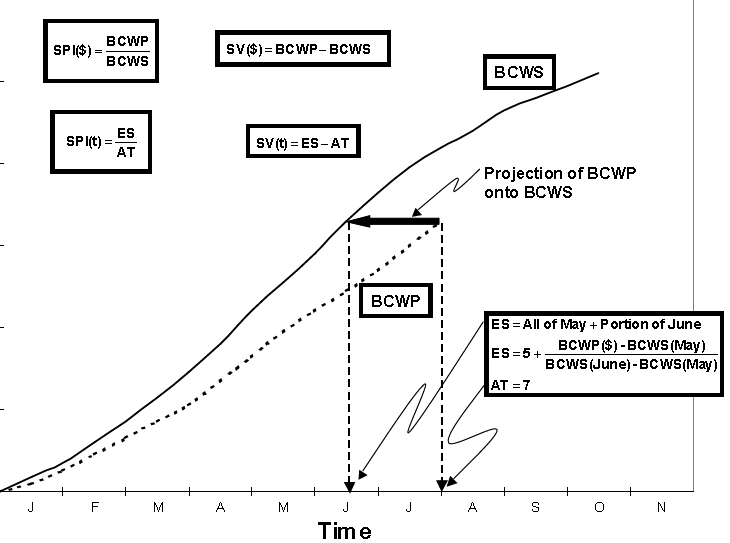 SPI($) = BCWP / BCWS
SV($) = BCWP − BCWS
BCWS
SPI(t) = ES / AT
SV(t) = ES − AT
Projection of BCWP
onto BCWS
BCWP
ES = All of May + Portion of June
ES = 5 + BCWP($) - BCWS(May) / BCWS(June) - BCWS(May)
AT = 7
J F M A M J J A S O N
Time